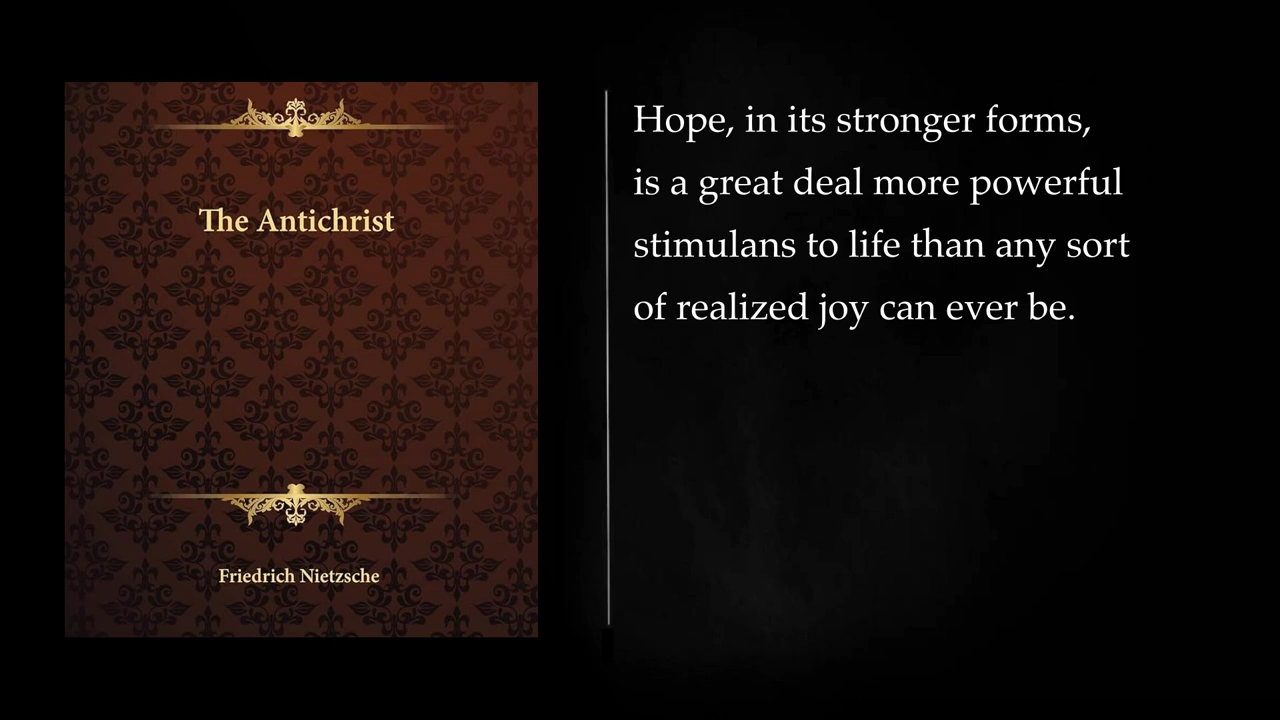 The Antichrist
Friedrich Nietzsche
Hope, in its stronger forms,
is a great deal more powerful
stimulans to life than any sort
of realized joy can ever be.